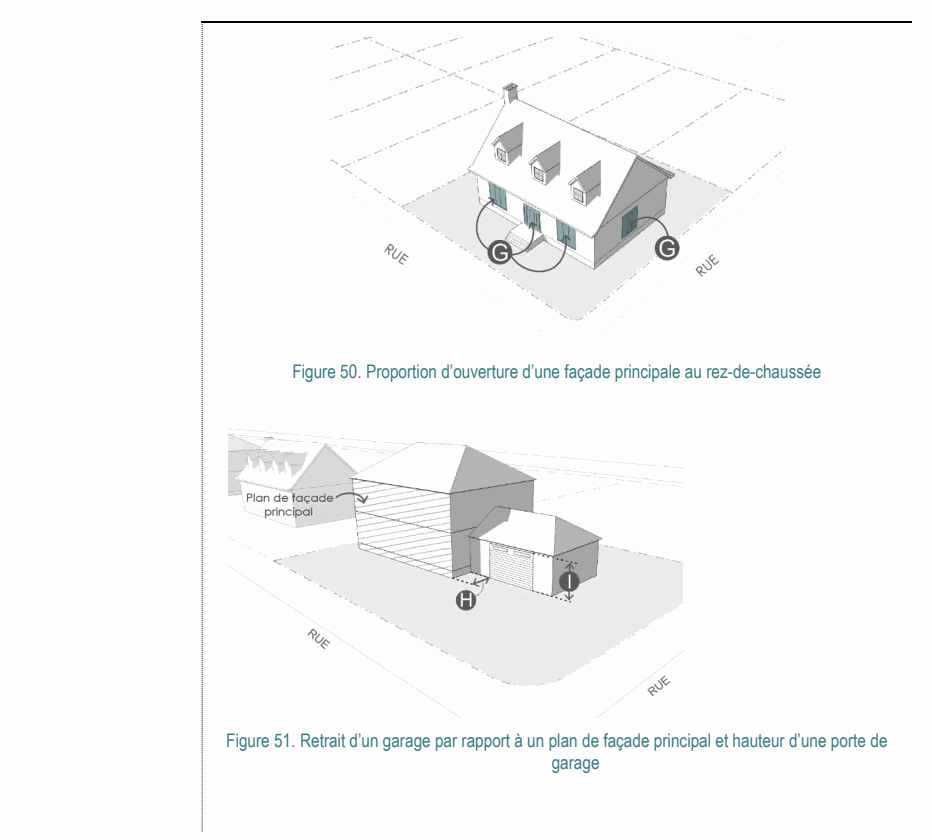 RUE
G
G
RUE
Figure 50. Proportion d'ouverture d'une façade principale au rez-de-chaussée
Plan de façade
principal
I
H
RUE
RUE
Figure 51. Retrait d'un garage par rapport à un plan de façade principal et hauteur d'une porte de
garage